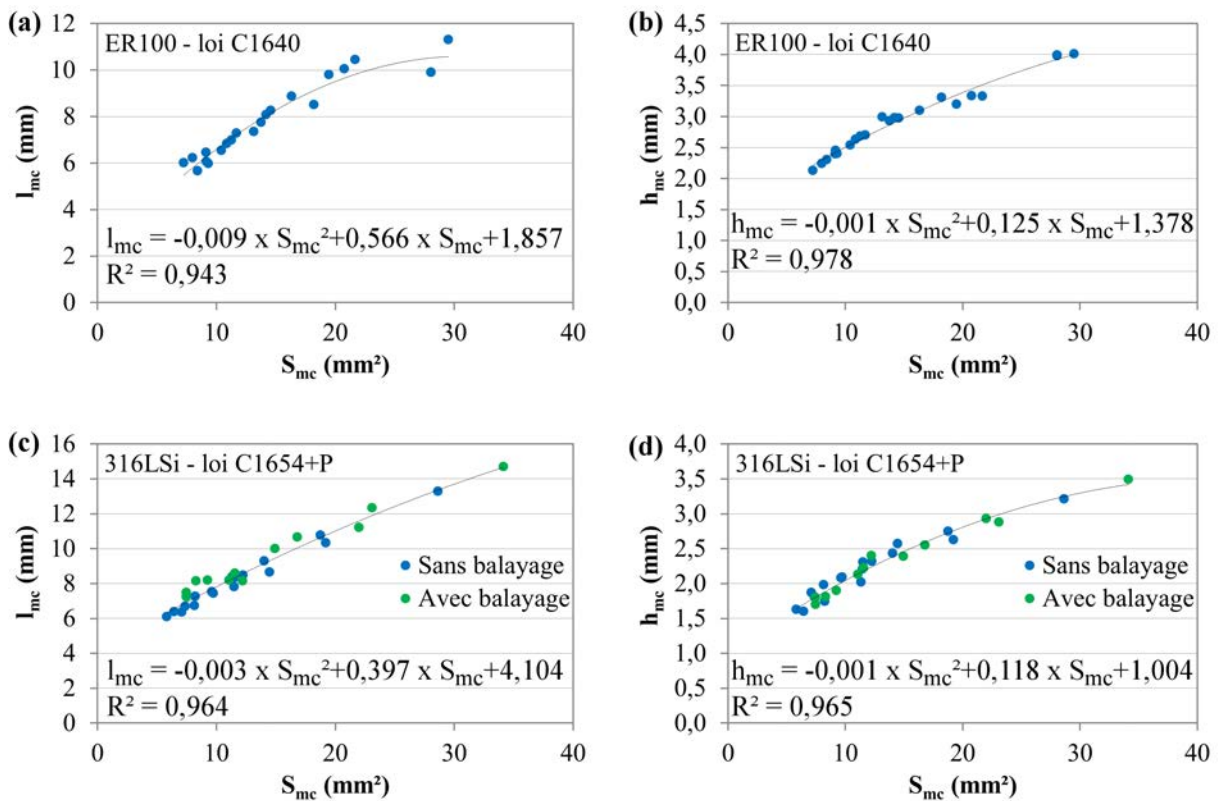 (a)
ER100 - loi C1640
12
10
8
6
4
2
0
l_mc (mm)
l_mc = -0,009 x S_mc²+0,566 x S_mc+1,857
R² = 0,943
0 10 20 30 40
S_mc (mm²)
(b)
ER100 - loi C1640
4,5
4,0
3,5
3,0
2,5
2,0
1,5
1,0
0,5
0,0
h_mc (mm)
h_mc = -0,001 x S_mc²+0,125 x S_mc+1,378
R² = 0,978
0 10 20 30 40
S_mc (mm²)
(c)
316LSi - loi C1654+P
16
14
12
10
8
6
4
2
0
l_mc (mm)
Sans balayage
Avec balayage
l_mc = -0,003 x S_mc²+0,397 x S_mc+4,104
R² = 0,964
0 10 20 30 40
S_mc (mm²)
(d)
316LSi - loi C1654+P
4,0
3,5
3,0
2,5
2,0
1,5
1,0
0,5
0,0
h_mc (mm)
Sans balayage
Avec balayage
h_mc = -0,001 x S_mc²+0,118 x S_mc+1,004
R² = 0,965
0 10 20 30 40
S_mc (mm²)